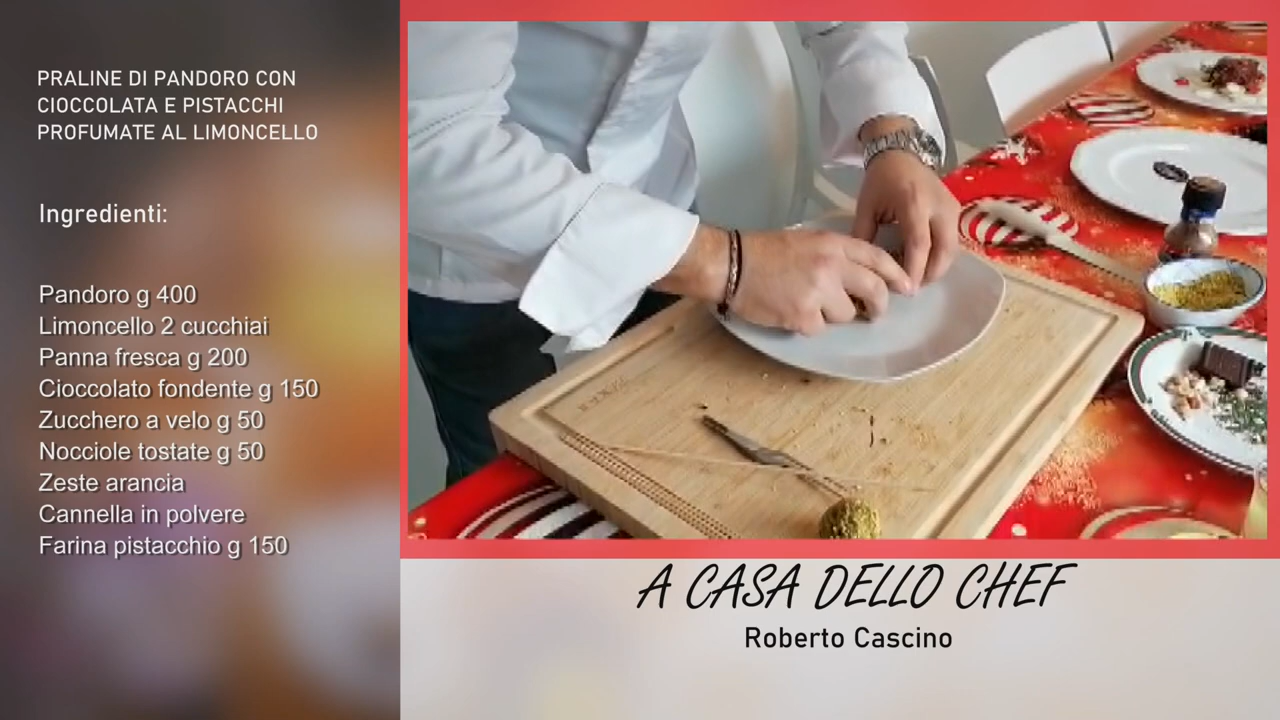 PRALINE DI PANDORO CON
CIOCCOLATA E PISTACCHI
PROFUMATE AL LIMONCELLO
Ingredienti:
Pandoro g 400
Limoncello 2 cucchiai
Panna fresca g 200
Cioccolato fondente g 150
Zucchero a velo g 50
Nocciole tostate g 50
Zeste arancia
Cannella in polvere
Farina pistacchio g 150
A CASA DELLO CHEF
Roberto Cascino